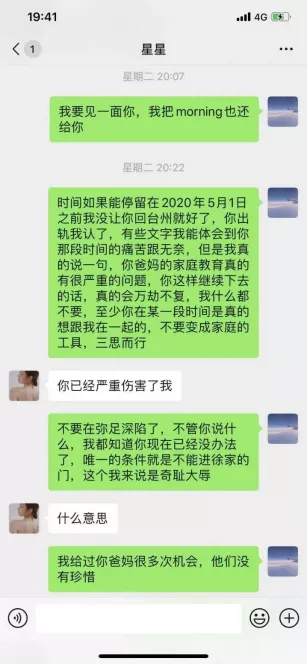 19:41
4G
1
星星
星期二 20:07
我要见一面你，我把morning也还
给你
星期二 20:22
时间如果能停留在2020年5月1日
之前我没让你回台州就好了，你出
轨我认了，有些文字我能体会到你
那段时间的痛苦跟无奈，但是我真
的说一句，你爸妈的家庭教育真的
有很严重的问题，你这样继续下去
的话，真的会万劫不复，我什么都
不要，至少你在某一段时间是真的
想跟我在一起的，不要变成家庭的
工具，三思而行
你已经严重伤害了我
不要在弥足深陷了，不管你说什
么，我都知道你现在已经没办法
了，唯一的条件就是不能进徐家的
门，这个我来说是奇耻大辱
什么意思
我给过你爸妈很多次机会，他们没
有珍惜